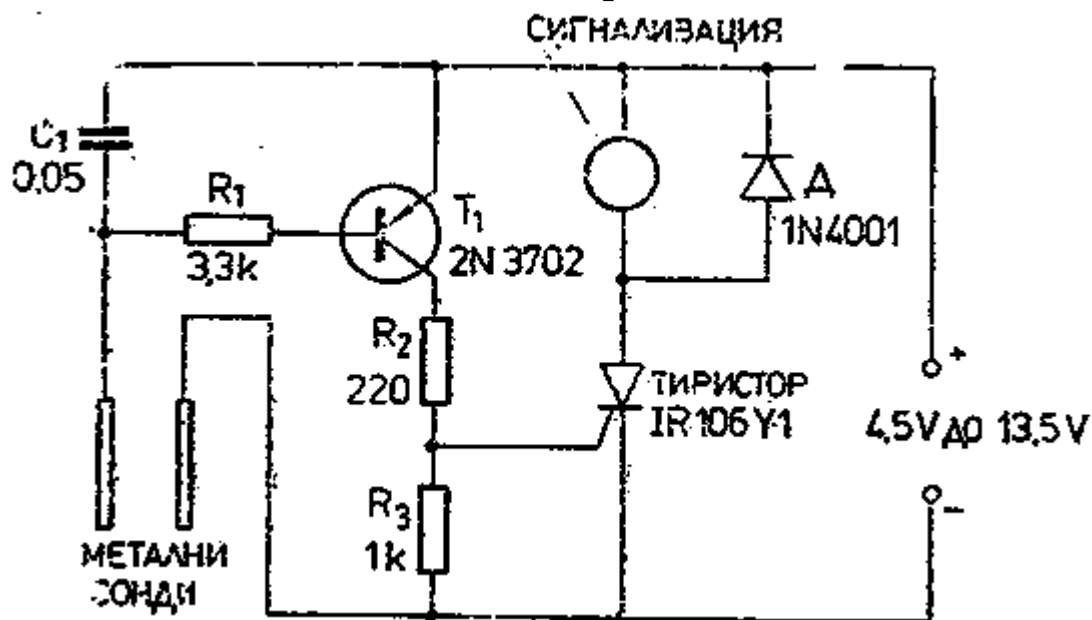 СИГНАЛИЗАЦИЯ
C1
0,05
R1
3,3k
T1
2N 3702
Д
1N4001
R2
220
ТИРИСТОР
IR 106 Y-1
+
4,5V ДО 13,5 V
−
R3
1k
МЕТАЛНИ
СОНДИ